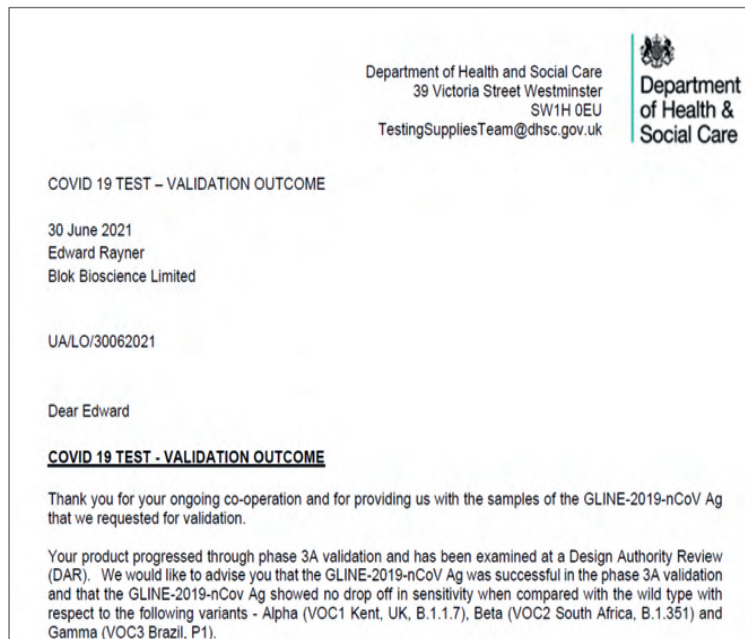 Department of Health and Social Care
39 Victoria Street Westminster
SW1H 0EU
TestingSuppliesTeam@dhsc.gov.uk
Department
of Health &
Social Care
COVID 19 TEST – VALIDATION OUTCOME
30 June 2021
Edward Rayner
Blok Bioscience Limited
UA/LO/30062021
Dear Edward
COVID 19 TEST - VALIDATION OUTCOME
Thank you for your ongoing co-operation and for providing us with the samples of the GLINE-2019-nCoV Ag
that we requested for validation.
Your product progressed through phase 3A validation and has been examined at a Design Authority Review
(DAR). We would like to advise you that the GLINE-2019-nCoV Ag was successful in the phase 3A validation
and that the GLINE-2019-nCov Ag showed no drop off in sensitivity when compared with the wild type with
respect to the following variants - Alpha (VOC1 Kent, UK, B.1.1.7), Beta (VOC2 South Africa, B.1.351) and
Gamma (VOC3 Brazil, P1).